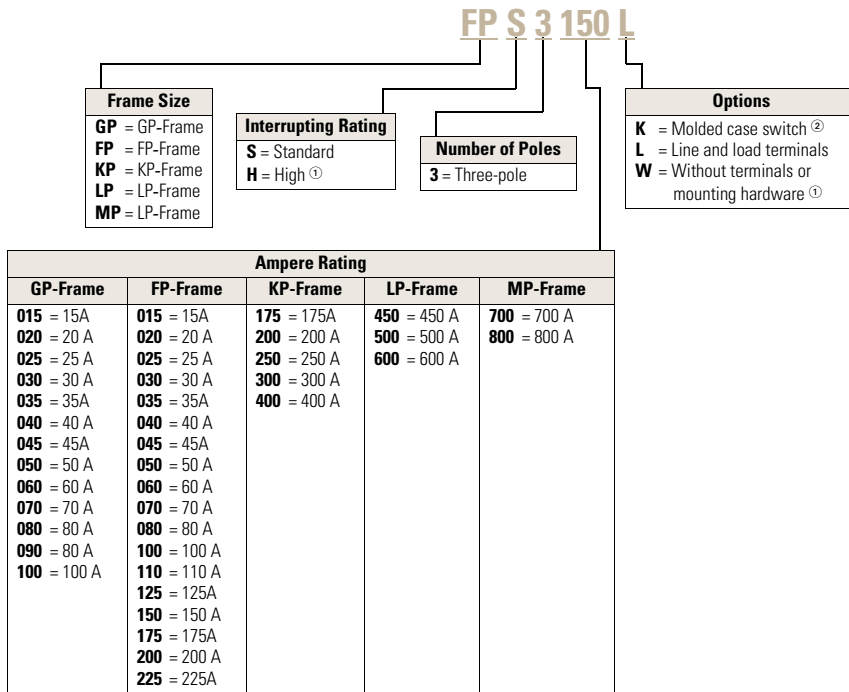 FP S 3 150 L
Frame Size
GP = GP-Frame
FP = FP-Frame
KP = KP-Frame
LP = LP-Frame
MP = LP-Frame
Interrupting Rating
S = Standard
H = High ①
Number of Poles
3 = Three-pole
Options
K = Molded case switch ②
L = Line and load terminals
W = Without terminals or
mounting hardware ①
Ampere Rating
GP-Frame FP-Frame KP-Frame LP-Frame MP-Frame
015 = 15A 015 = 15A 175 = 175A 450 = 450 A 700 = 700 A
020 = 20 A 020 = 20 A 200 = 200 A 500 = 500 A 800 = 800 A
025 = 25 A 025 = 25 A 250 = 250 A 600 = 600 A
030 = 30 A 030 = 30 A 300 = 300 A
035 = 35A 035 = 35A 400 = 400 A
040 = 40 A 040 = 40 A
045 = 45A 045 = 45A
050 = 50 A 050 = 50 A
060 = 60 A 060 = 60 A
070 = 70 A 070 = 70 A
080 = 80 A 080 = 80 A
090 = 80 A 100 = 100 A
100 = 100 A 110 = 110 A
125 = 125A
150 = 150 A
175 = 175A
200 = 200 A
225 = 225A